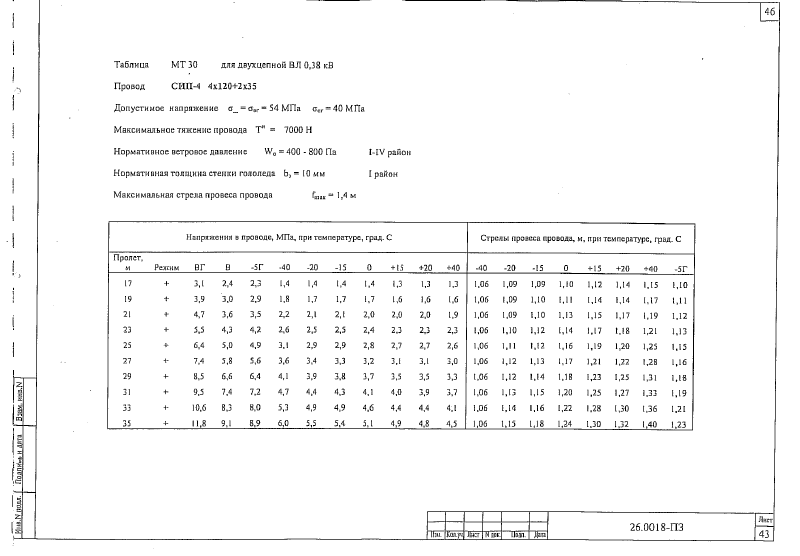 46
Таблица МТ 30 для двухцепной ВЛ 0,38 кВ
Провод СИП-4 4х120+2х35
Допустимое напряжение σ_ = σнг = 54 МПа σсг = 40 МПа
Максимальное тяжение провода Тн = 7000 Н
Нормативное ветровое давление W₀ = 400 - 800 Па I-IV район
Нормативная толщина стенки гололеда bэ = 10 мм I район
Максимальная стрела провеса провода fmax = 1,4 м
Напряжения в проводе, МПа, при температуре, град. С Стрелы провеса провода, м, при температуре, град. С
Пролет, м Режим ВГ В -5Г -40 -20 -15 0 +15 +20 +40 -40 -20 -15 0 +15 +20 +40 -5Г
17 + 3,1 2,4 2,3 1,4 1,4 1,4 1,4 1,3 1,3 1,3 1,06 1,09 1,09 1,10 1,12 1,14 1,15 1,10
19 + 3,9 3,0 2,9 1,8 1,7 1,7 1,7 1,6 1,6 1,6 1,06 1,09 1,10 1,11 1,14 1,14 1,17 1,11
21 + 4,7 3,6 3,5 2,2 2,1 2,1 2,0 2,0 2,0 1,9 1,06 1,09 1,10 1,13 1,15 1,17 1,19 1,12
23 + 5,5 4,3 4,2 2,6 2,5 2,5 2,4 2,3 2,3 2,3 1,06 1,10 1,12 1,14 1,17 1,18 1,21 1,13
25 + 6,4 5,0 4,9 3,1 2,9 2,9 2,8 2,7 2,7 2,6 1,06 1,11 1,12 1,16 1,19 1,20 1,25 1,15
27 + 7,4 5,8 5,6 3,6 3,4 3,3 3,2 3,1 3,1 3,0 1,06 1,12 1,13 1,17 1,21 1,22 1,28 1,16
29 + 8,5 6,6 6,4 4,1 3,9 3,8 3,7 3,5 3,5 3,3 1,06 1,12 1,14 1,18 1,23 1,25 1,31 1,18
31 + 9,5 7,4 7,2 4,7 4,4 4,3 4,1 4,0 3,9 3,7 1,06 1,13 1,15 1,20 1,25 1,27 1,33 1,19
33 + 10,6 8,3 8,0 5,3 4,9 4,9 4,6 4,4 4,4 4,1 1,06 1,14 1,16 1,22 1,28 1,30 1,36 1,21
35 + 11,8 9,1 8,9 6,0 5,5 5,4 5,1 4,9 4,8 4,5 1,06 1,15 1,18 1,24 1,30 1,32 1,40 1,23
Взам. инв.N
Подпись и дата
Инв.N подл.
Изм. Кол.уч Лист N док. Подп. Дата
26.0018-ПЗ
Лист
43